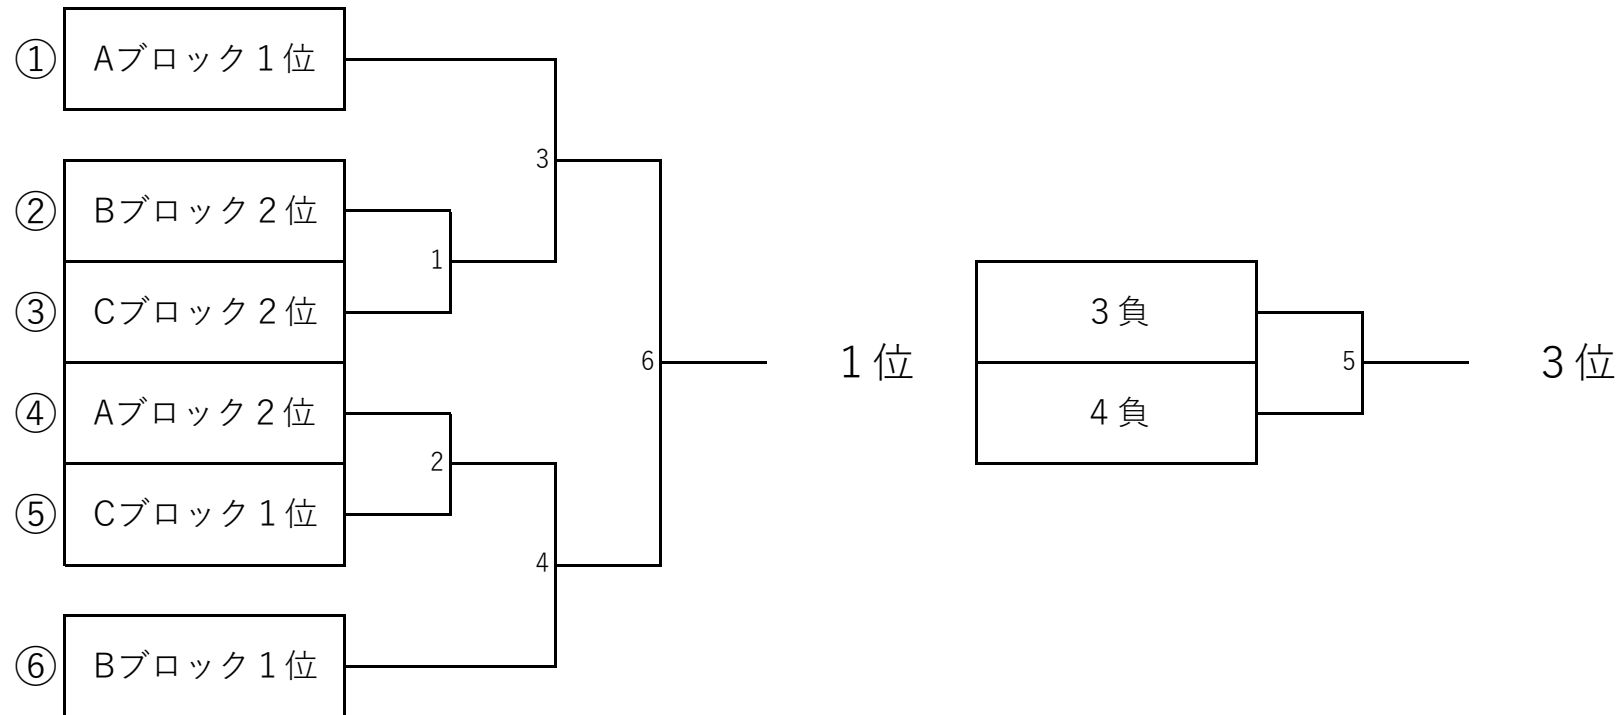 ① Aブロック１位
3
② Bブロック２位
1
③ Cブロック２位
④ Aブロック２位
2
⑤ Cブロック１位
4
⑥ Bブロック１位
6
１位
３負
４負
5
３位